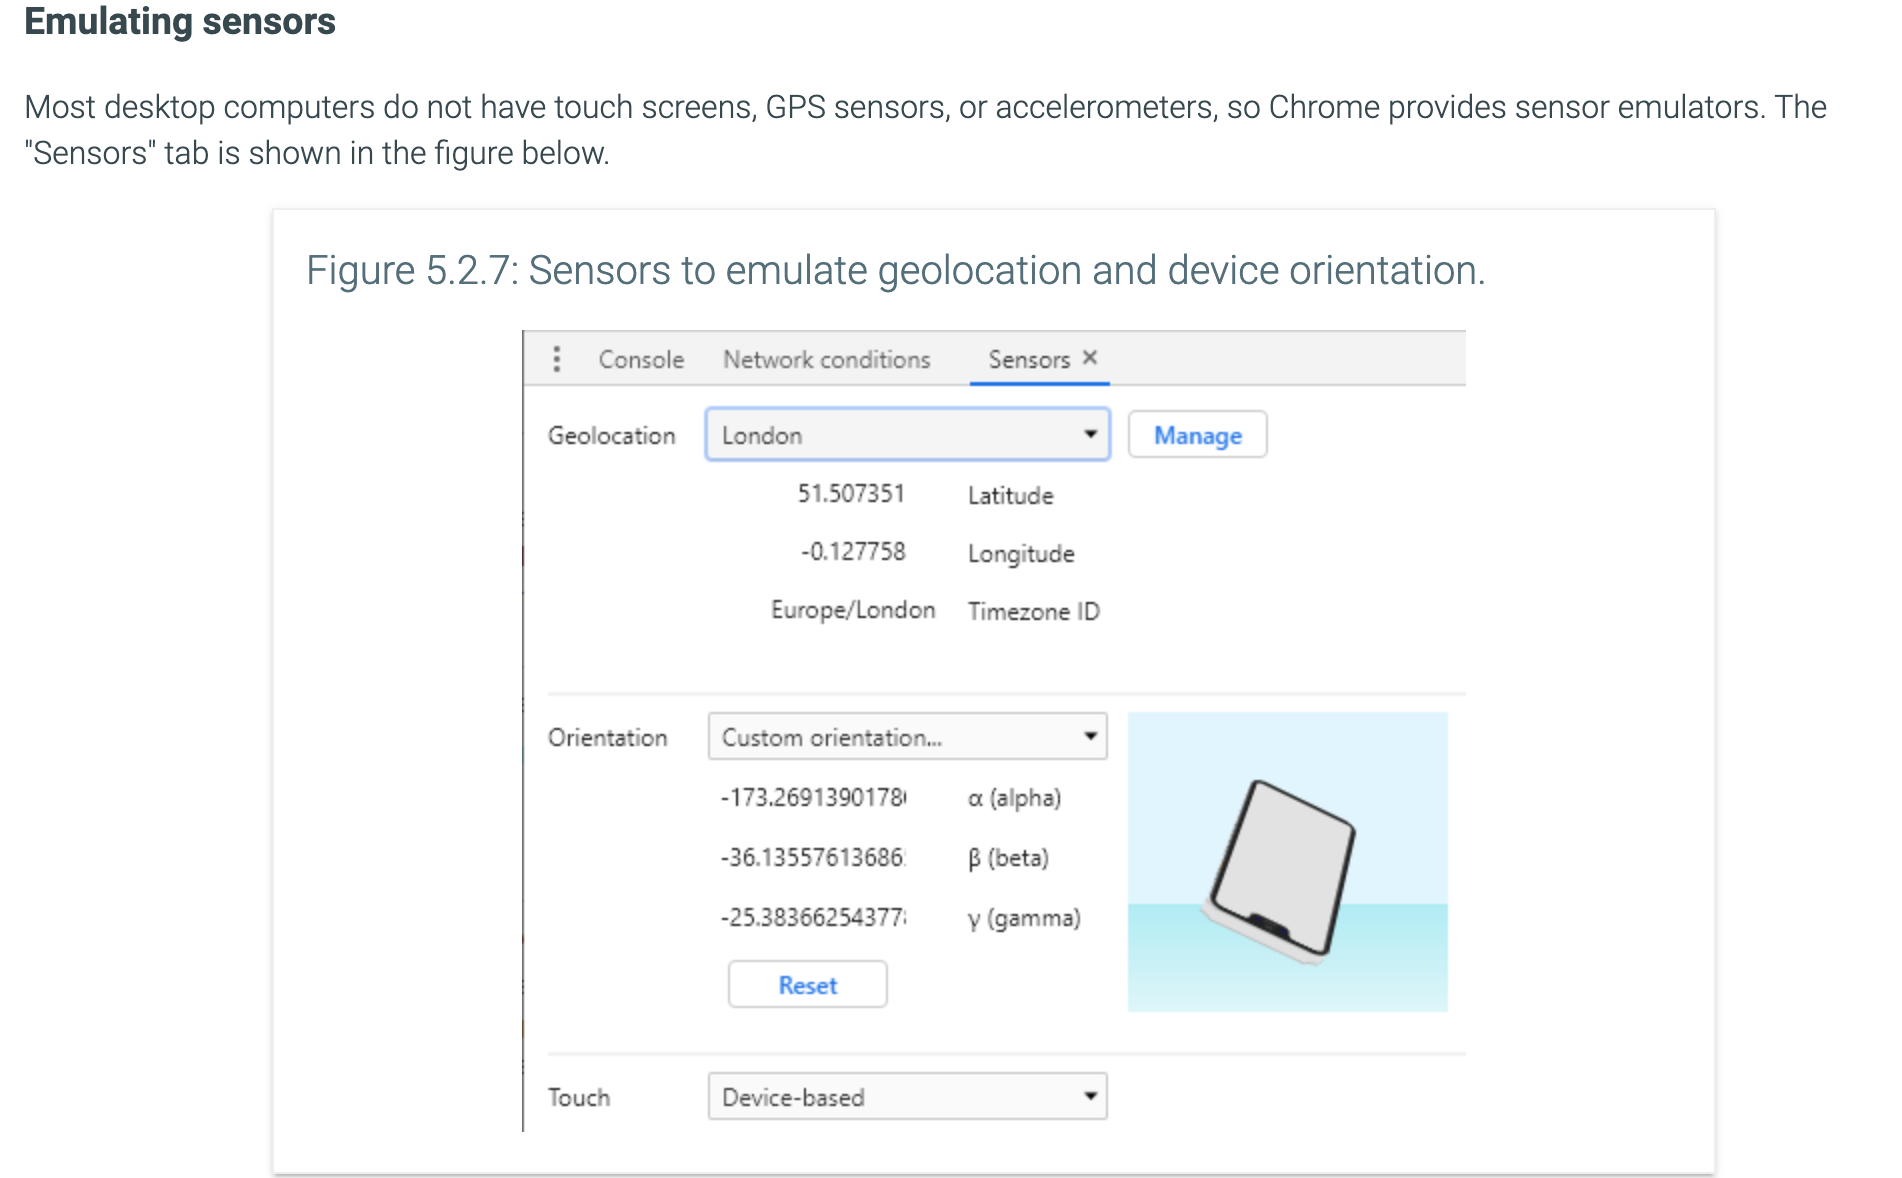 Emulating sensors
Most desktop computers do not have touch screens, GPS sensors, or accelerometers, so Chrome provides sensor emulators. The
"Sensors" tab is shown in the figure below.
Figure 5.2.7: Sensors to emulate geolocation and device orientation.
Console Network conditions Sensors ×
Geolocation London Manage
51.507351 Latitude
-0.127758 Longitude
Europe/London Timezone ID
Orientation Custom orientation...
-173.2691390178 α (alpha)
-36.13557613686 β (beta)
-25.38366254377 γ (gamma)
Reset
Touch Device-based